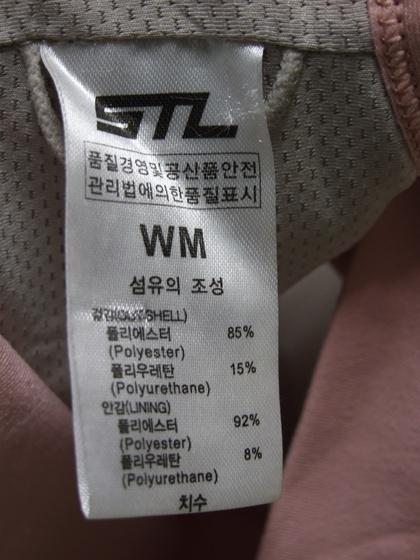 STL
품질경영및공산품안전
관리법에의한품질표시
WM
섬유의 조성
겉감(OUTSHELL)
폴리에스터 85%
(Polyester)
폴리우레탄 15%
(Polyurethane)
안감(LINING)
폴리에스터 92%
(Polyester)
폴리우레탄 8%
(Polyurethane)
치수